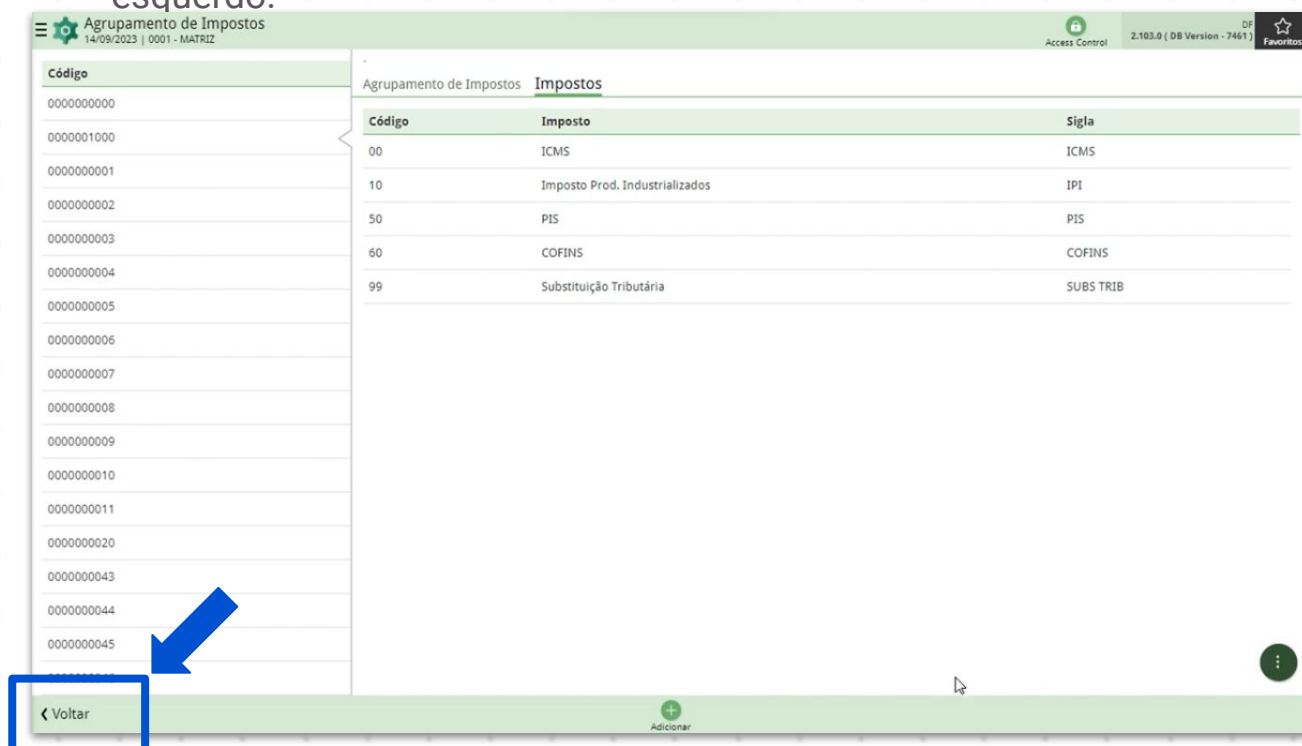 esquerdo.
Agrupamento de Impostos
14/09/2023 | 0001 - MATRIZ
Access Control
DF
2.103.0 ( DB Version - 7461 )
Favoritos
Código
0000000000
0000001000
0000000001
0000000002
0000000003
0000000004
0000000005
0000000006
0000000007
0000000008
0000000009
0000000010
0000000011
0000000020
0000000043
0000000044
0000000045
-
Agrupamento de Impostos Impostos
Código Imposto Sigla
00 ICMS ICMS
10 Imposto Prod. Industrializados IPI
50 PIS PIS
60 COFINS COFINS
99 Substituição Tributária SUBS TRIB
Voltar
Adicionar